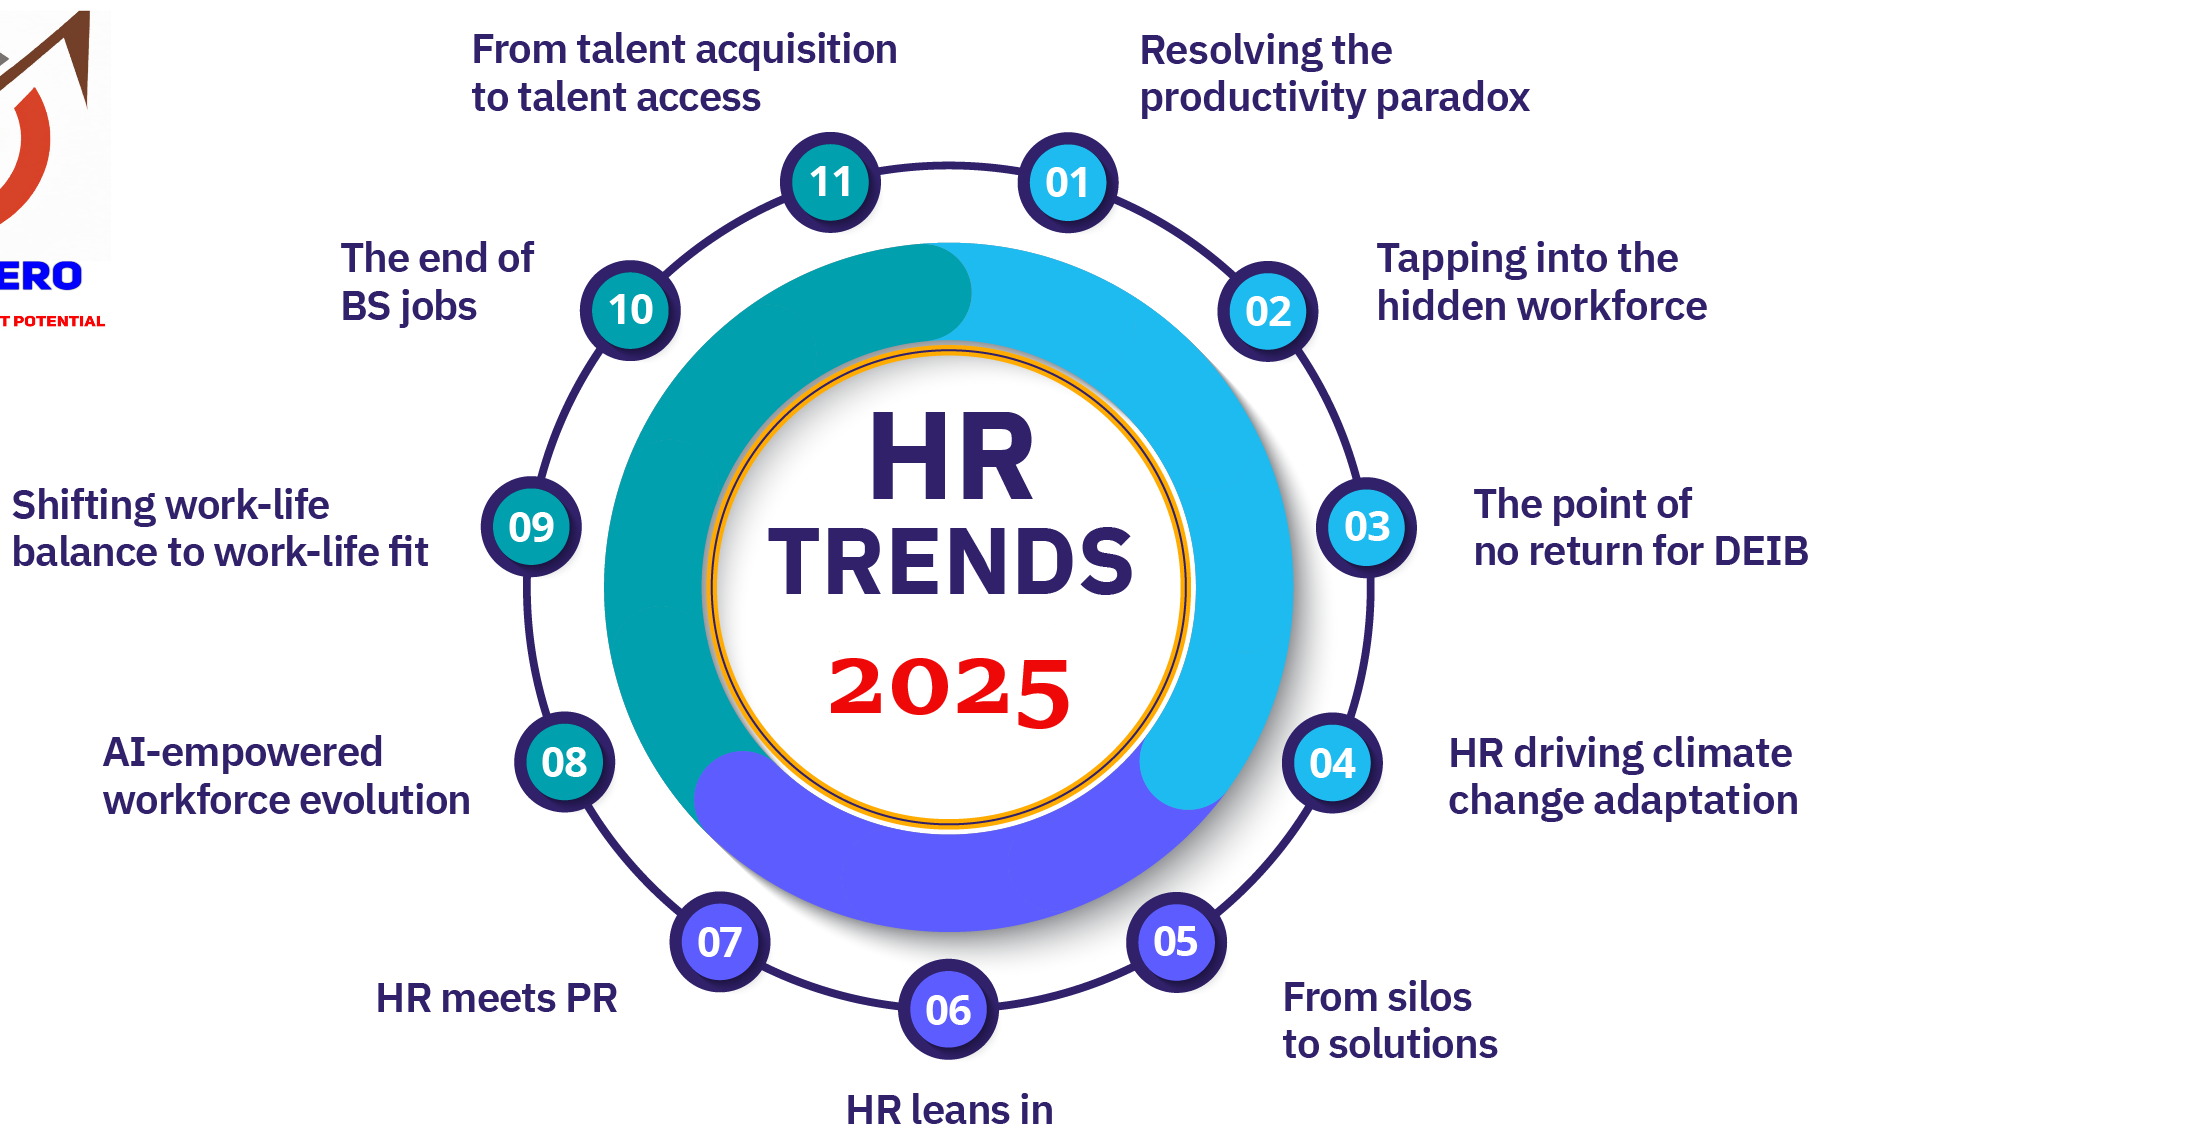 From talent acquisition
to talent access
Resolving the
productivity paradox
11
01
ERO
T POTENTIAL
The end of
BS jobs
10
02
Tapping into the
hidden workforce
HR
TRENDS
2025
Shifting work-life
balance to work-life fit
09
03
The point of
no return for DEIB
AI-empowered
workforce evolution
08
04
HR driving climate
change adaptation
07
05
HR meets PR
06
From silos
to solutions
HR leans in